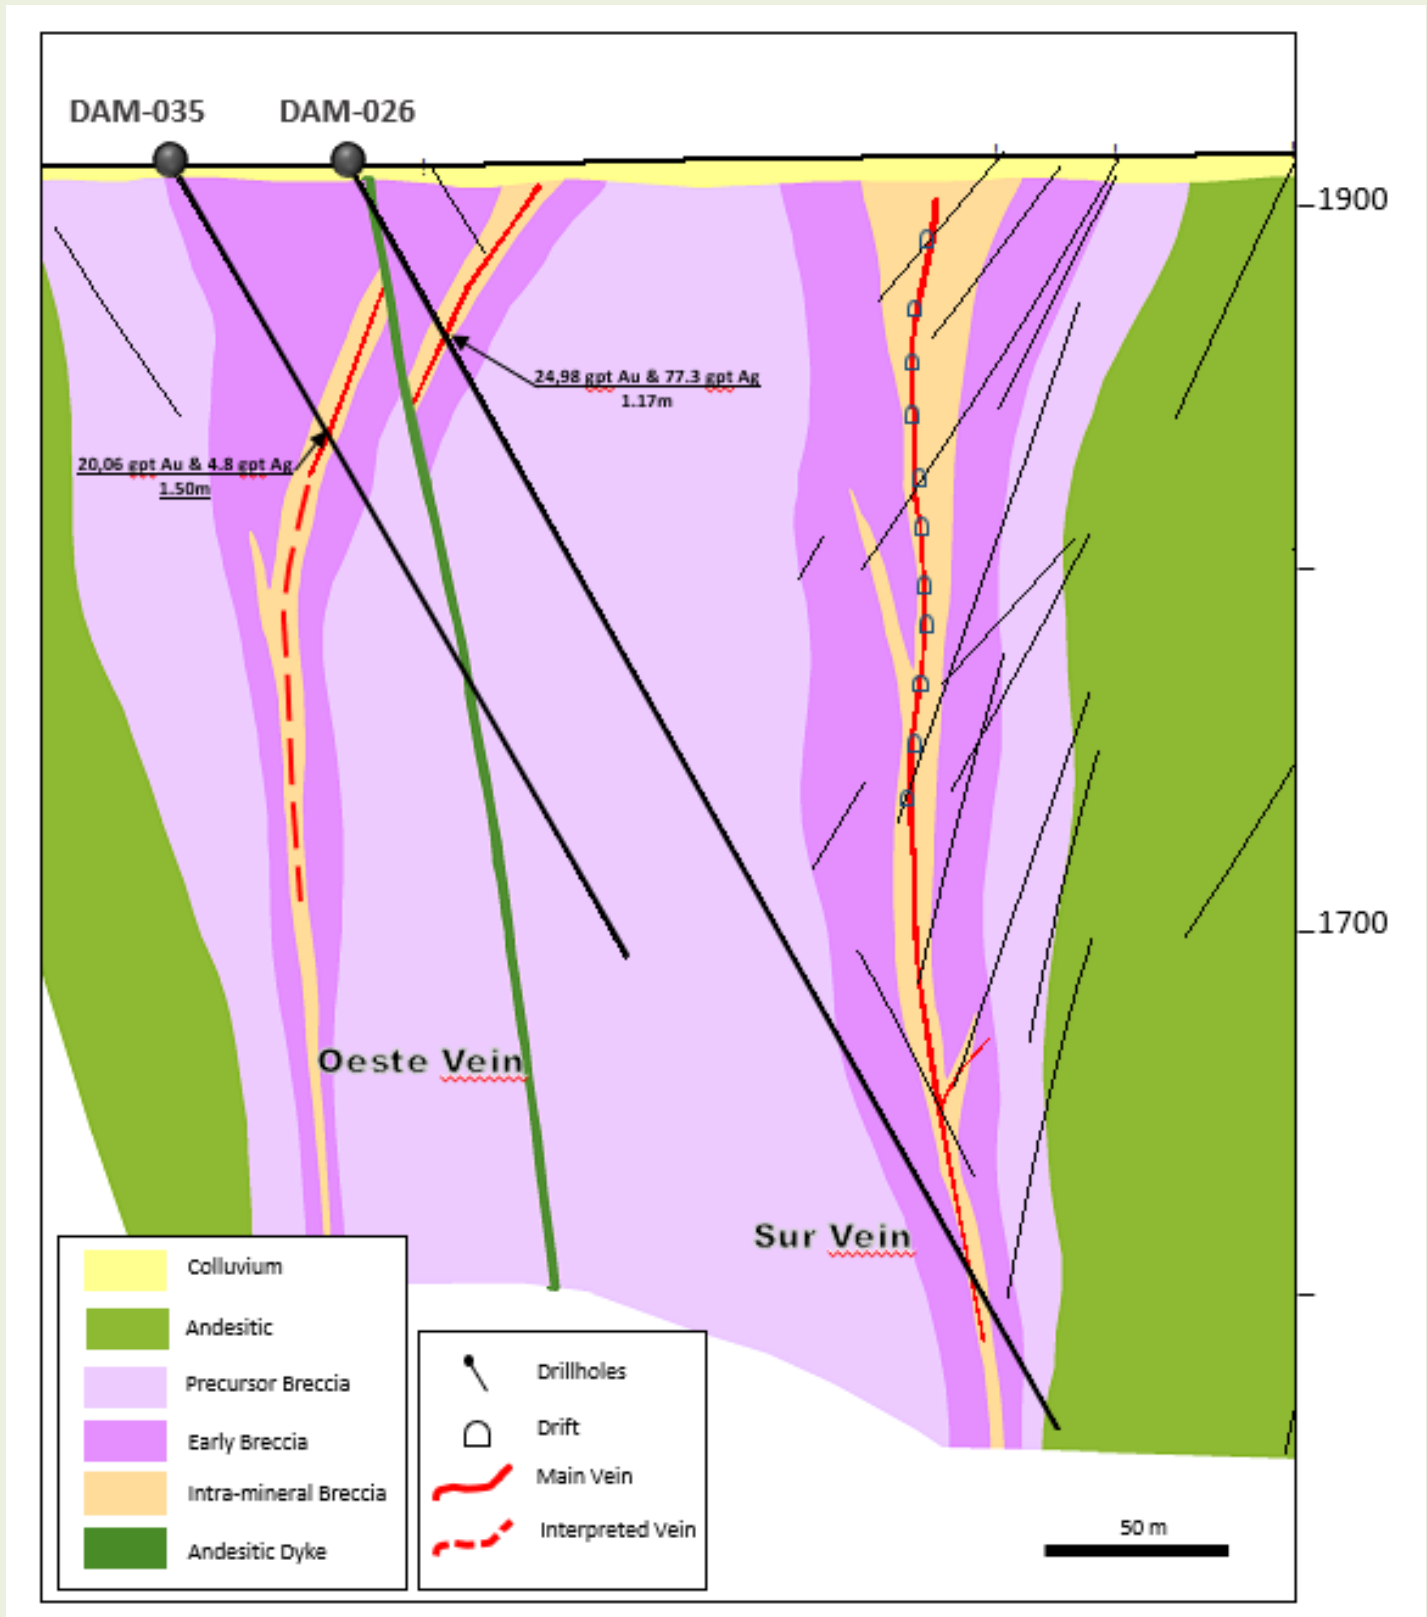 DAM-035
DAM-026
1900
24,98 gpt Au & 77.3 gpt Ag
1.17m
20,06 gpt Au & 4.8 gpt Ag
1.50m
1700
Oeste Vein
Sur Vein
Colluvium
Andesitic
Precursor Breccia
Early Breccia
Intra-mineral Breccia
Andesitic Dyke
Drillholes
Drift
Main Vein
Interpreted Vein
50 m